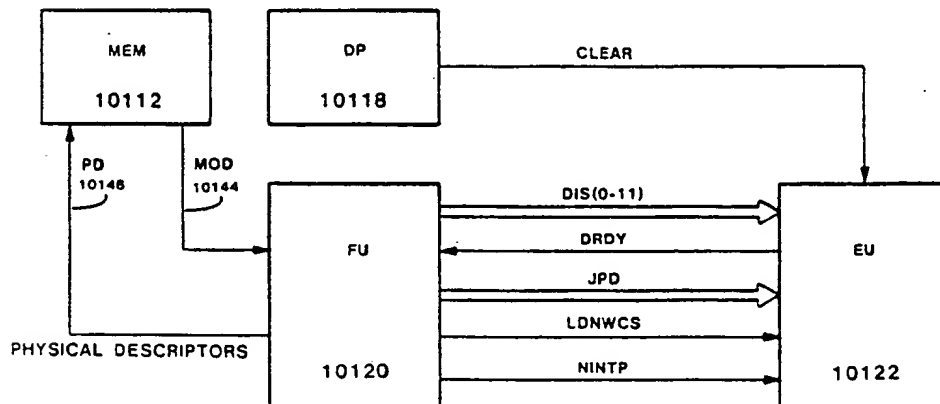 MEM
10112
DP
10118
CLEAR
PD
10146
MOD
10144
DIS(0-11)
DRDY
FU
EU
JPD
LDNWCS
PHYSICAL DESCRIPTORS
NINTP
10120
10122